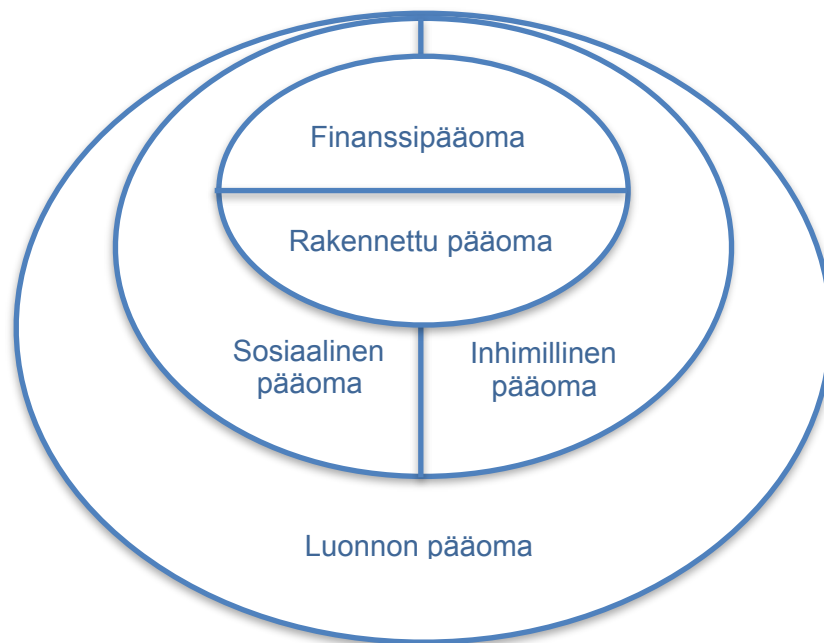 Finanssipääoma
Rakennettu pääoma
Sosiaalinen
pääoma
Inhimillinen
pääoma
Luonnon pääoma